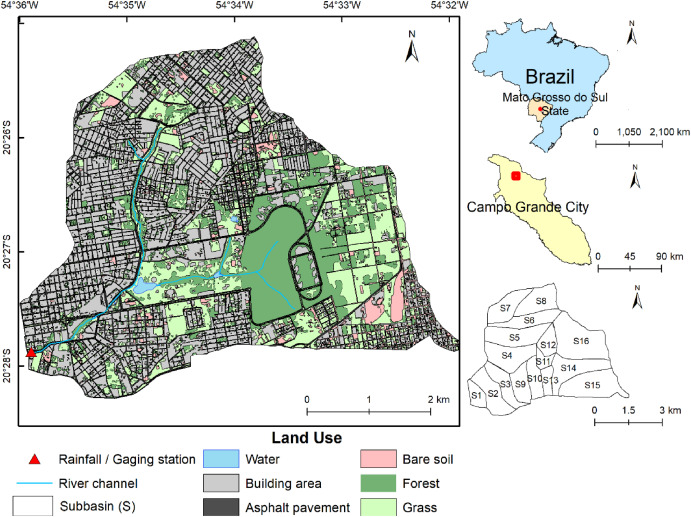 54°36'W 54°35'W 54°34'W 54°33'W 54°32'W
20°26'S
20°27'S
20°28'S
N
0 1 2 km
N
Brazil
Mato Grosso do Sul
State
0 1,050 2,100 km
N
Campo Grande City
0 45 90 km
N
S7 S8
S6
S5
S12 S16
S4
S11
S14
S1 S2 S3 S9 S10 S13 S15
0 1.5 3 km
Land Use
Rainfall / Gaging station
River channel
Subbasin (S)
Water
Building area
Asphalt pavement
Bare soil
Forest
Grass